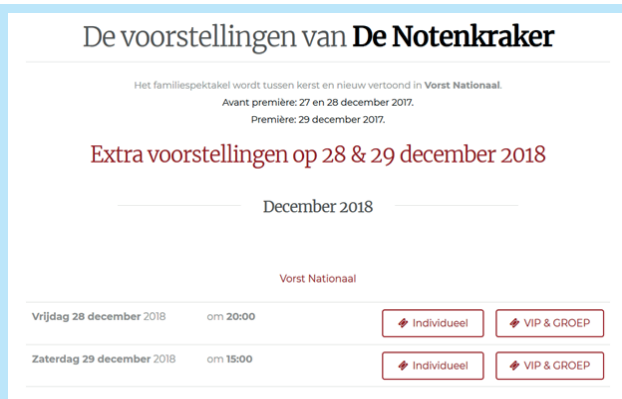 De voorstellingen van De Notenkraker
Het familiespektakel wordt tussen kerst en nieuw vertoond in Vorst Nationaal.
Avant première: 27 en 28 december 2017.
Première: 29 december 2017.
Extra voorstellingen op 28 & 29 december 2018
December 2018
Vorst Nationaal
Vrijdag 28 december 2018 om 20:00 Individueel VIP & GROEP
Zaterdag 29 december 2018 om 15:00 Individueel VIP & GROEP